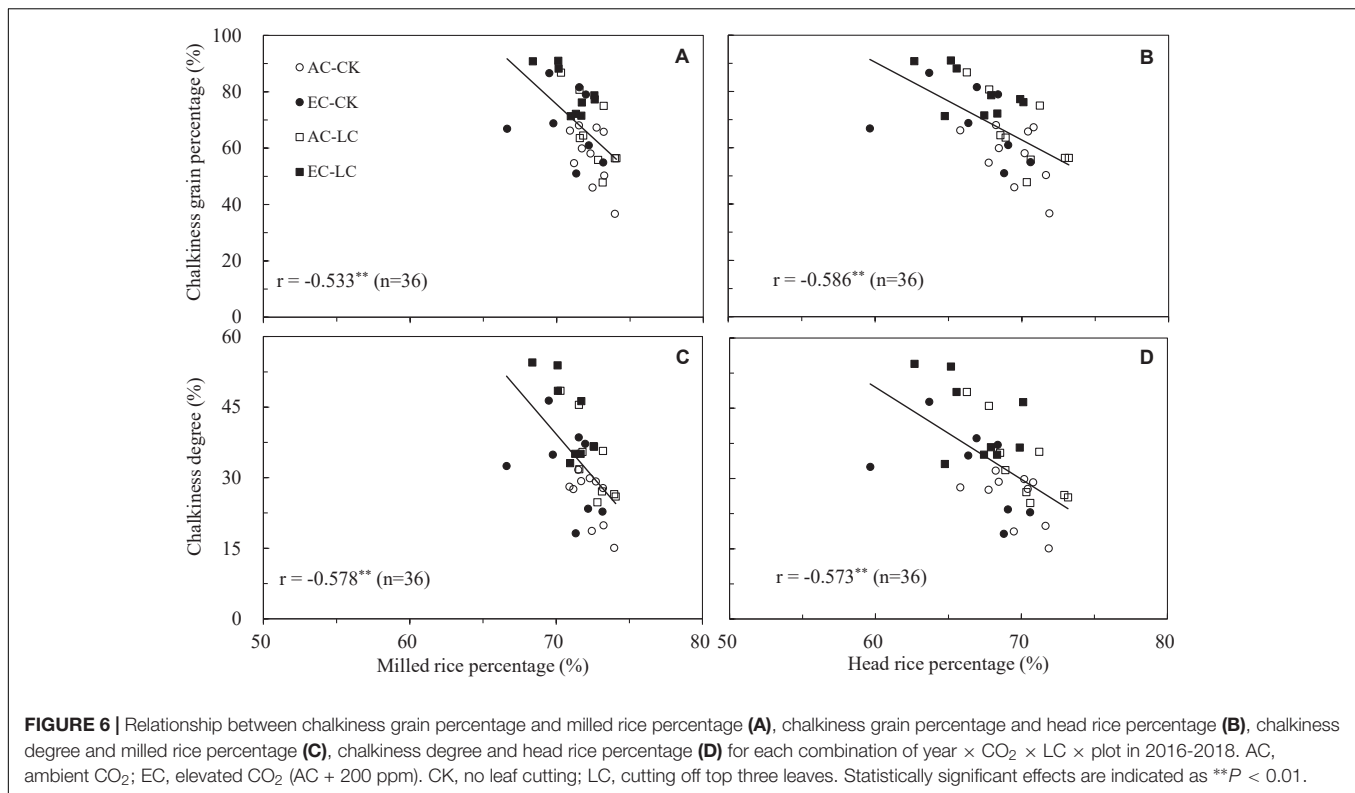 A
B
100
80
60
40
20
0
Chalkiness grain percentage (%)
AC-CK
EC-CK
AC-LC
EC-LC
r = -0.533** (n=36)
r = -0.586** (n=36)
C
D
60
45
30
15
0
Chalkiness degree (%)
r = -0.578** (n=36)
r = -0.573** (n=36)
50 60 70 80
50 60 70 80
Milled rice percentage (%)
Head rice percentage (%)
FIGURE 6 | Relationship between chalkiness grain percentage and milled rice percentage (A), chalkiness grain percentage and head rice percentage (B), chalkiness
degree and milled rice percentage (C), chalkiness degree and head rice percentage (D) for each combination of year × CO₂ × LC × plot in 2016-2018. AC,
ambient CO₂; EC, elevated CO₂ (AC + 200 ppm). CK, no leaf cutting; LC, cutting off top three leaves. Statistically significant effects are indicated as **P < 0.01.